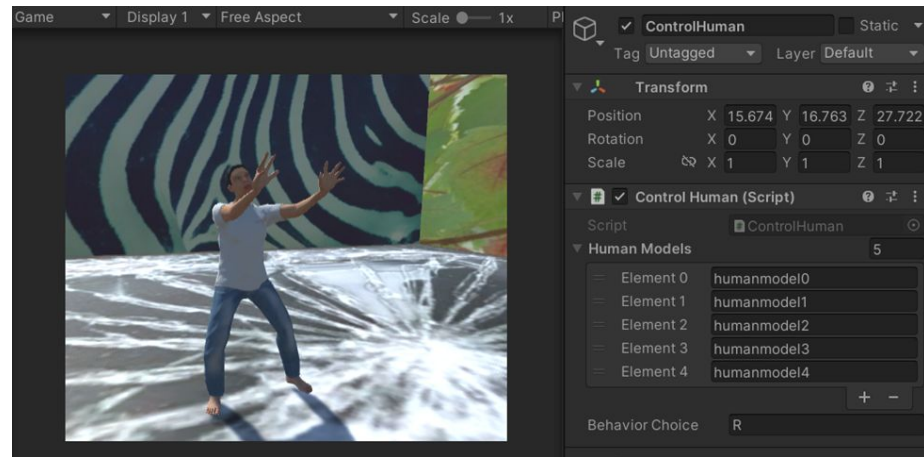 Game Display 1 Free Aspect Scale 1x Pl
ControlHuman Static
Tag Untagged Layer Default
Transform
Position X 15.674 Y 16.763 Z 27.722
Rotation X 0 Y 0 Z 0
Scale X 1 Y 1 Z 1
# Control Human (Script)
Script # ControlHuman
Human Models 5
Element 0 humanmodel0
Element 1 humanmodel1
Element 2 humanmodel2
Element 3 humanmodel3
Element 4 humanmodel4
+ −
Behavior Choice R